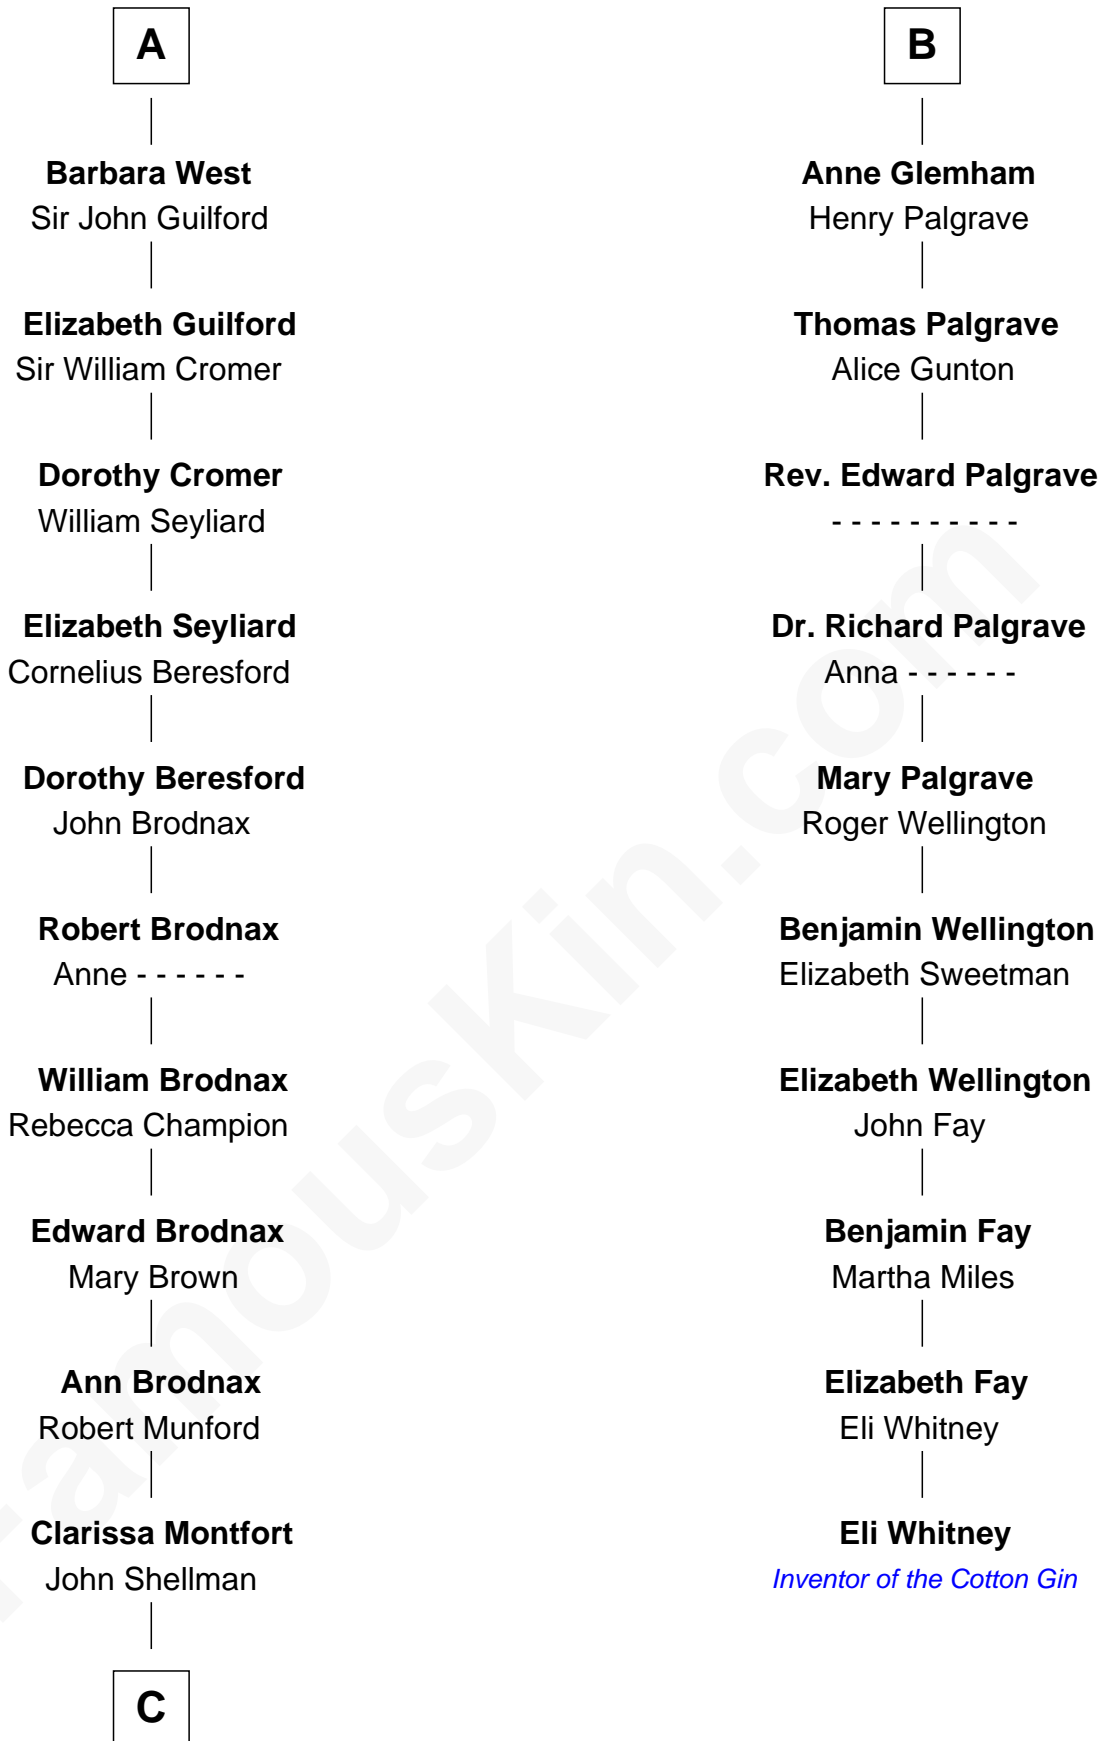 A
Barbara West
Sir John Guilford
Elizabeth Guilford
Sir William Cromer
Dorothy Cromer
William Seyliard
Elizabeth Seyliard
Cornelius Beresford
Dorothy Beresford
John Brodnax
Robert Brodnax
Anne - - - - - -
William Brodnax
Rebecca Champion
Edward Brodnax
Mary Brown
Ann Brodnax
Robert Munford
Clarissa Montfort
John Shellman
C
B
Anne Glemham
Henry Palgrave
Thomas Palgrave
Alice Gunton
Rev. Edward Palgrave
- - - - - - - - - -
Dr. Richard Palgrave
Anna - - - - - -
Mary Palgrave
Roger Wellington
Benjamin Wellington
Elizabeth Sweetman
Elizabeth Wellington
John Fay
Benjamin Fay
Martha Miles
Elizabeth Fay
Eli Whitney
Eli Whitney
Inventor of the Cotton Gin
FamousKin.com